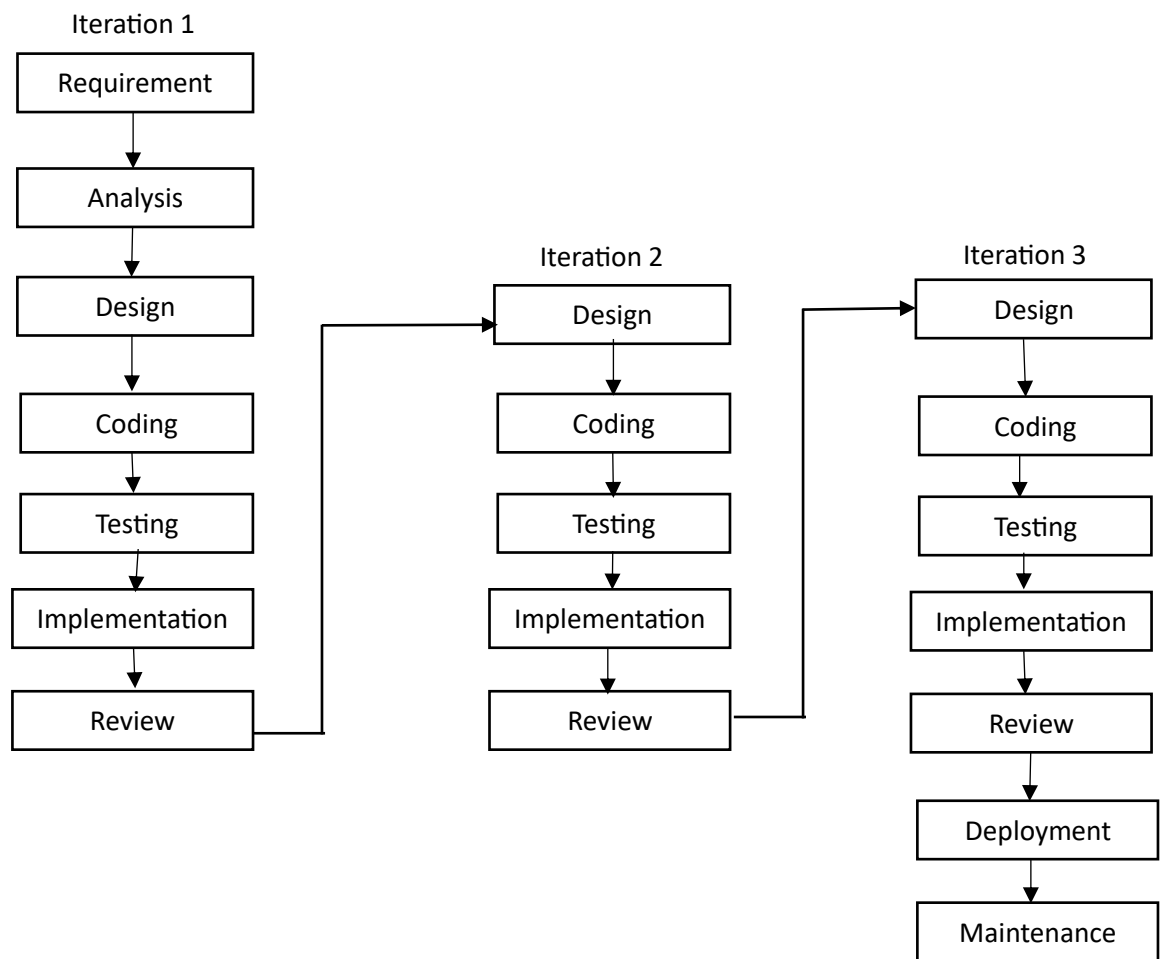 Iteration 1
Requirement
Analysis
Design
Coding
Testing
Implementation
Review
Iteration 2
Design
Coding
Testing
Implementation
Review
Iteration 3
Design
Coding
Testing
Implementation
Review
Deployment
Maintenance